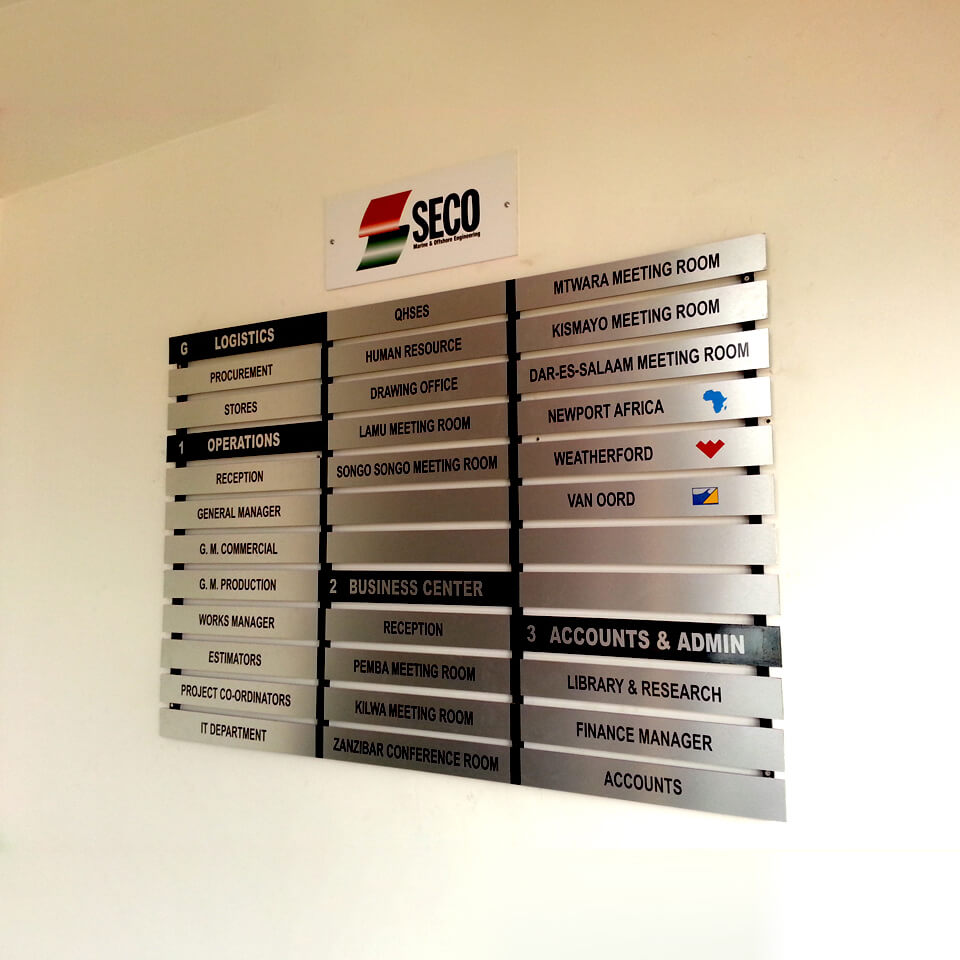 SECO
Marine & Offshore Engineering
G LOGISTICS
PROCUREMENT
STORES
1 OPERATIONS
RECEPTION
GENERAL MANAGER
G. M. COMMERCIAL
G. M. PRODUCTION
WORKS MANAGER
ESTIMATORS
PROJECT CO-ORDINATORS
IT DEPARTMENT
QHSES
HUMAN RESOURCE
DRAWING OFFICE
LAMU MEETING ROOM
SONGO SONGO MEETING ROOM
2 BUSINESS CENTER
RECEPTION
PEMBA MEETING ROOM
KILWA MEETING ROOM
ZANZIBAR CONFERENCE ROOM
MTWARA MEETING ROOM
KISMAYO MEETING ROOM
DAR-ES-SALAAM MEETING ROOM
NEWPORT AFRICA
WEATHERFORD
VAN OORD
3 ACCOUNTS & ADMIN
LIBRARY & RESEARCH
FINANCE MANAGER
ACCOUNTS